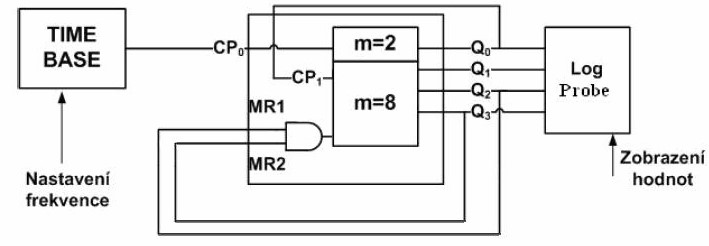 TIME
BASE
CP0
m=2
Q0
Q1
CP1
m=8
Q2
Q3
MR1
MR2
Log
Probe
Nastavení
frekvence
Zobrazení
hodnot